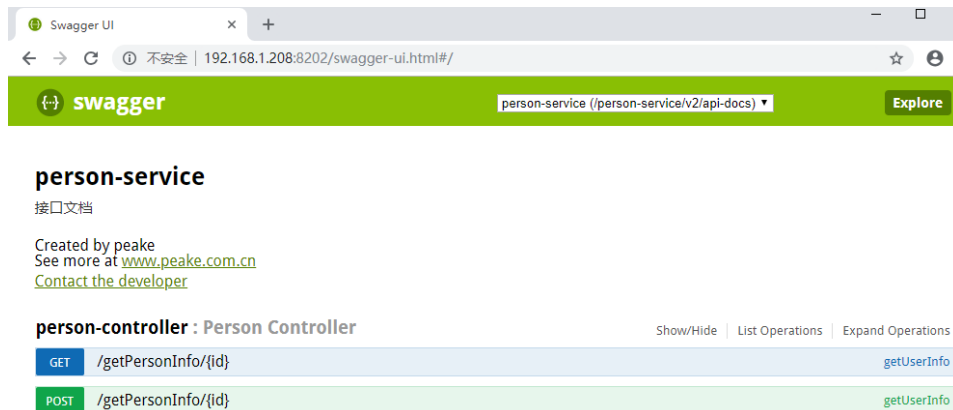 Swagger UI
不安全 | 192.168.1.208:8202/swagger-ui.html#/
swagger
person-service (/person-service/v2/api-docs)
Explore
person-service
接口文档
Created by peake
See more at www.peake.com.cn
Contact the developer
person-controller : Person Controller
Show/Hide | List Operations | Expand Operations
GET /getPersonInfo/{id} getUserInfo
POST /getPersonInfo/{id} getUserInfo